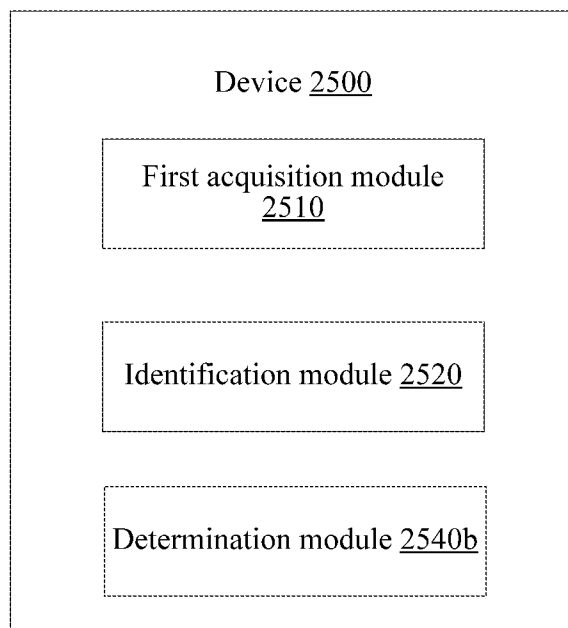 Device 2500
First acquisition module
2510
Identification module 2520
Determination module 2540b